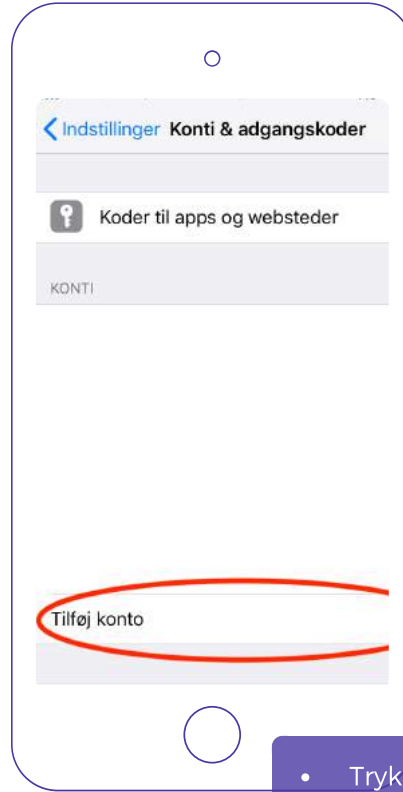 Indstillinger Konti & adgangskoder
Koder til apps og websteder
KONTI
Tilføj konto
• Tryk